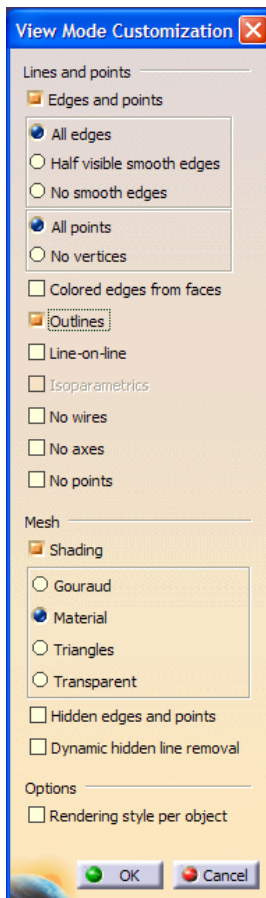 View Mode Customization
Lines and points
Edges and points
All edges
Half visible smooth edges
No smooth edges
All points
No vertices
Colored edges from faces
Outlines
Line-on-line
Isoparametrics
No wires
No axes
No points
Mesh
Shading
Gouraud
Material
Triangles
Transparent
Hidden edges and points
Dynamic hidden line removal
Options
Rendering style per object
OK Cancel